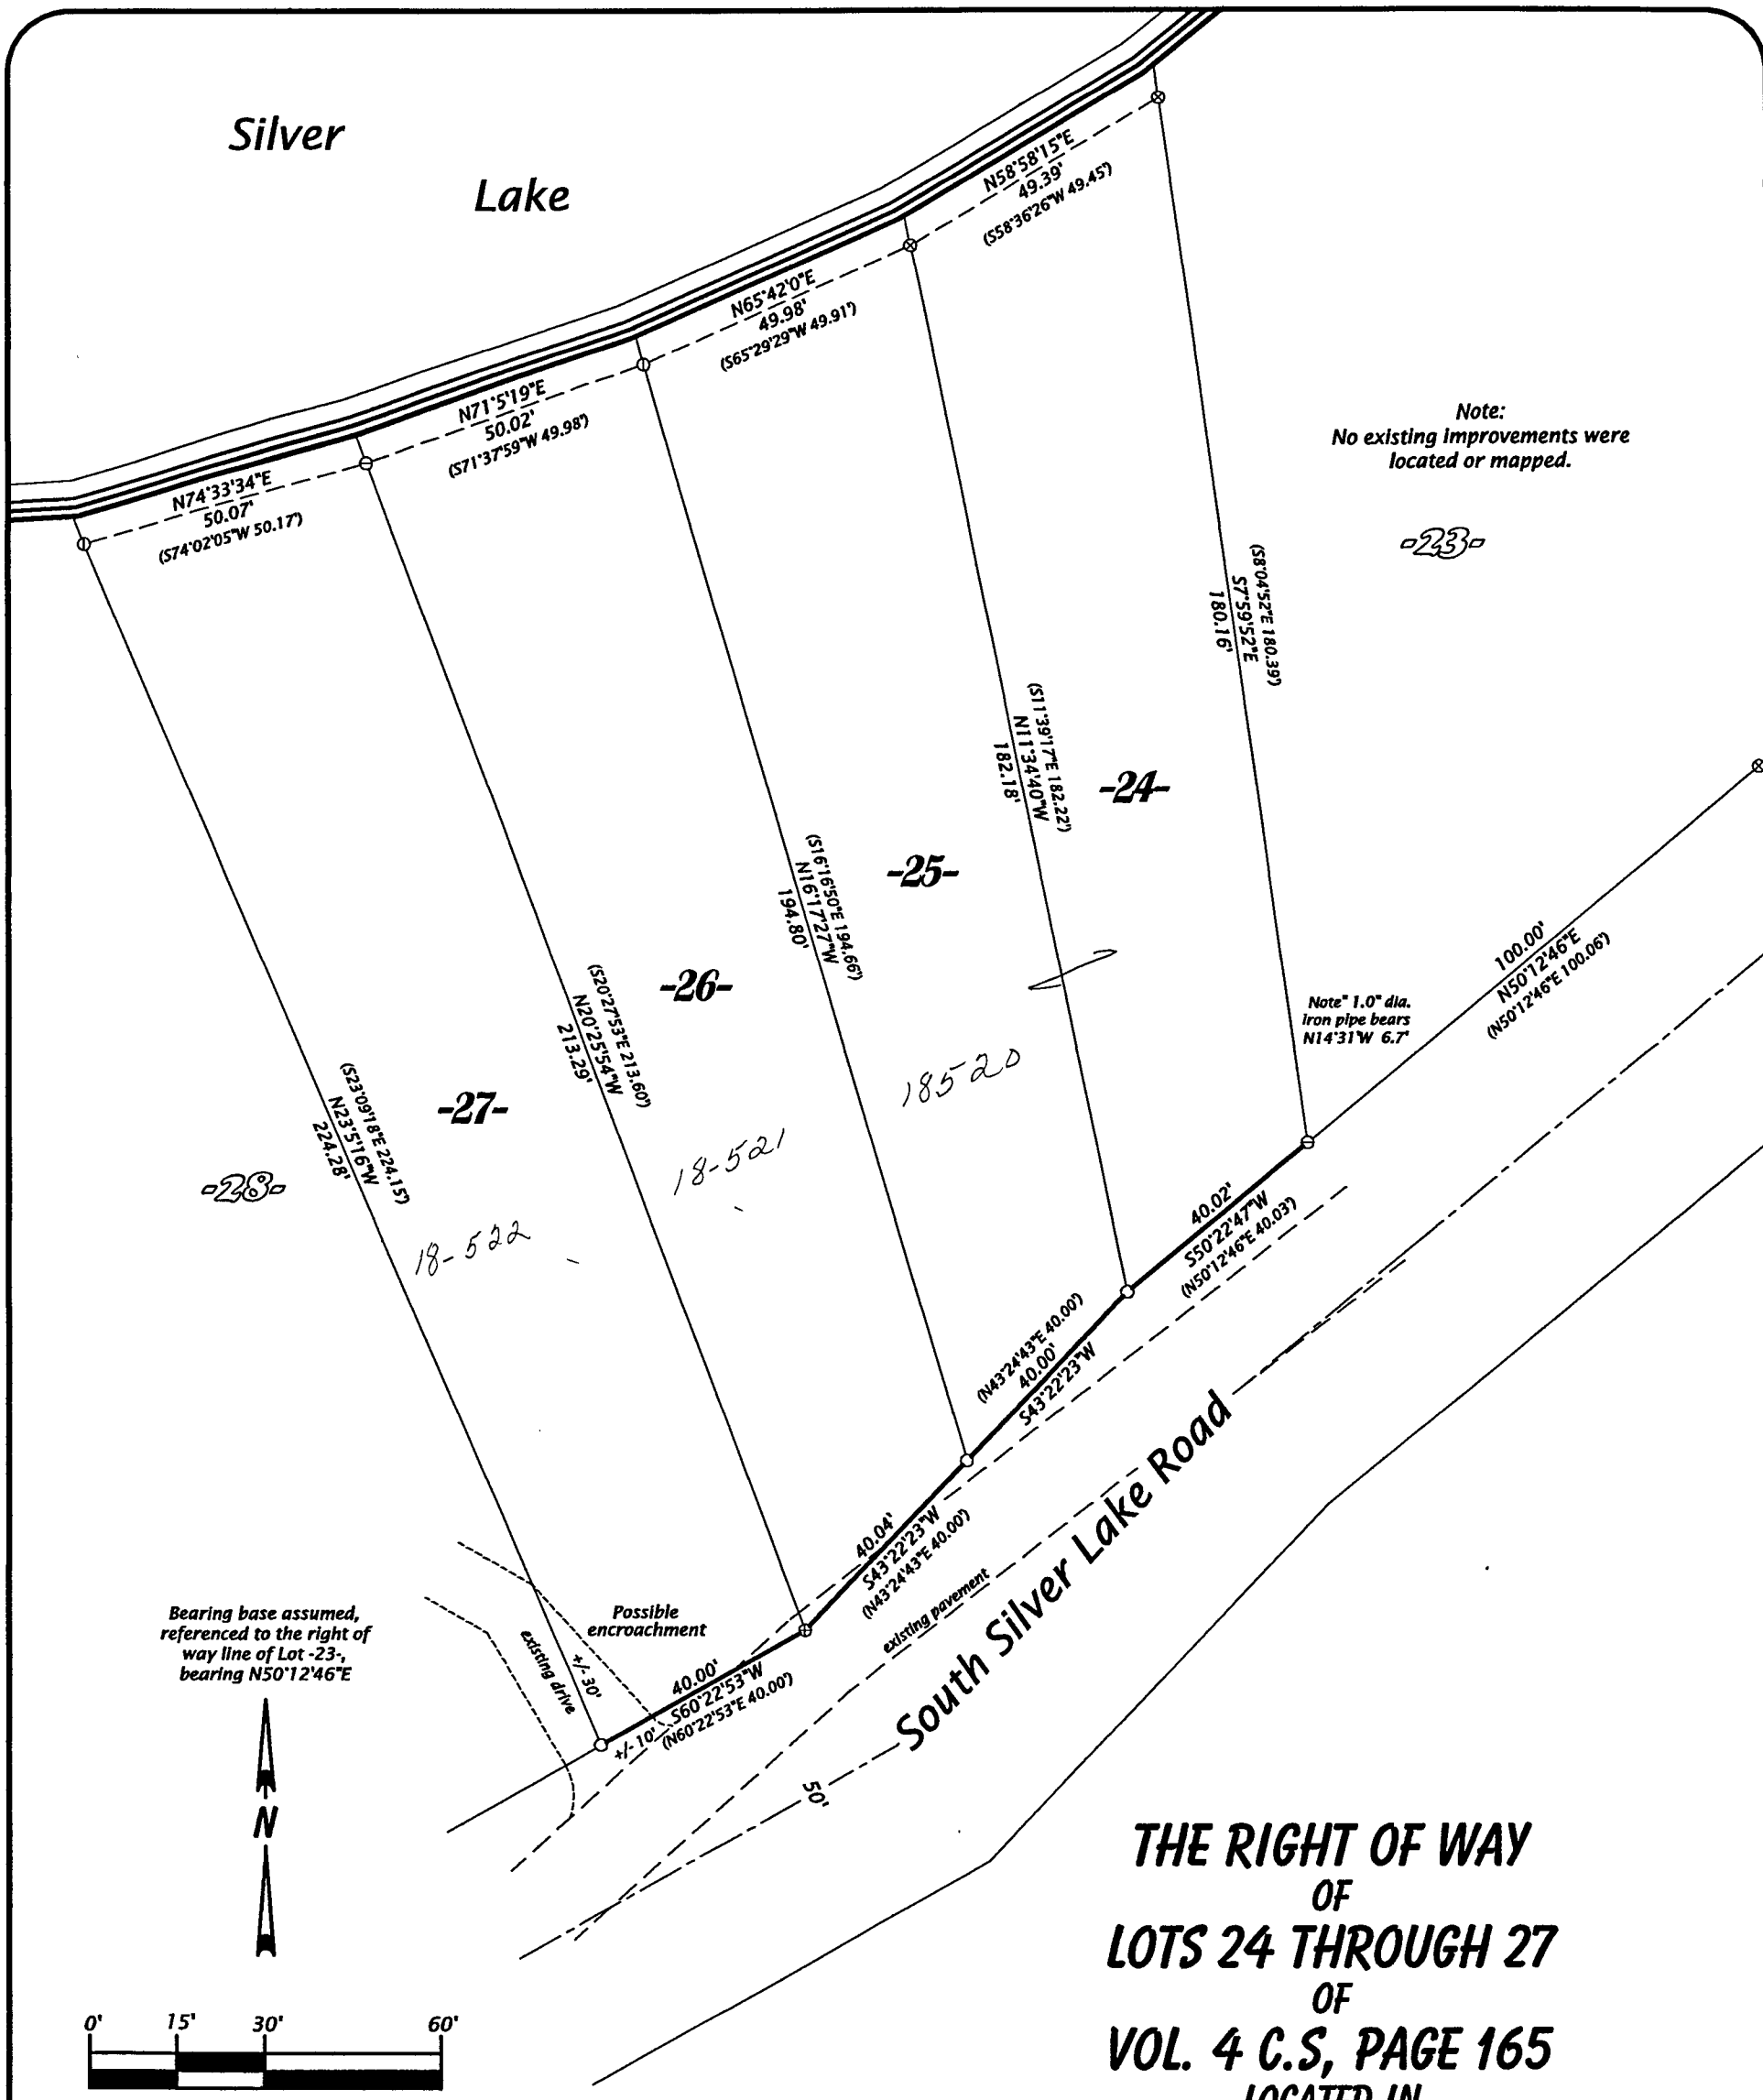 Silver
Lake
N58°58'15"E
49.39'
(S58°36'26"W 49.45')
N65°42'0"E
49.98'
(S65°29'29"W 49.91')
N71°5'19"E
50.02'
(S71°37'59"W 49.98')
N74°33'34"E
50.07'
(S74°02'05"W 50.17')
Note:
No existing improvements were
located or mapped.
-23-
(S8°04'52"E 180.39')
S7°59'52"E
180.16'
(S11°39'17"E 182.22')
N11°34'40"W
182.18'
-24-
(S16°16'50"E 194.66')
N16°17'27"W
194.80'
-25-
(S20°27'53"E 213.60')
N20°25'54"W
213.29'
-26-
100.00'
N50°12'46"E
(N50°12'46"E 100.06')
Note" 1.0" dia.
iron pipe bears
N14°31'W 6.7'
18520
(S23°09'18"E 224.15')
N23°5'16"W
224.28'
-27-
18-521
-28-
18-522
40.02'
S50°22'47"W
(N50°12'46"E 40.03')
(N43°24'43"E 40.00')
40.00'
S43°22'23"W
40.04'
S43°22'23"W
(N43°24'43"E 40.00')
South Silver Lake Road
existing pavement
Bearing base assumed,
referenced to the right of
way line of Lot -23-,
bearing N50°12'46"E
Possible
encroachment
existing drive
+/- 30'
40.00'
S60°22'53"W
(N60°22'53"E 40.00')
+/- 10'
50'
N
THE RIGHT OF WAY
OF
LOTS 24 THROUGH 27
OF
VOL. 4 C.S, PAGE 165
LOCATED IN
0' 15' 30' 60'